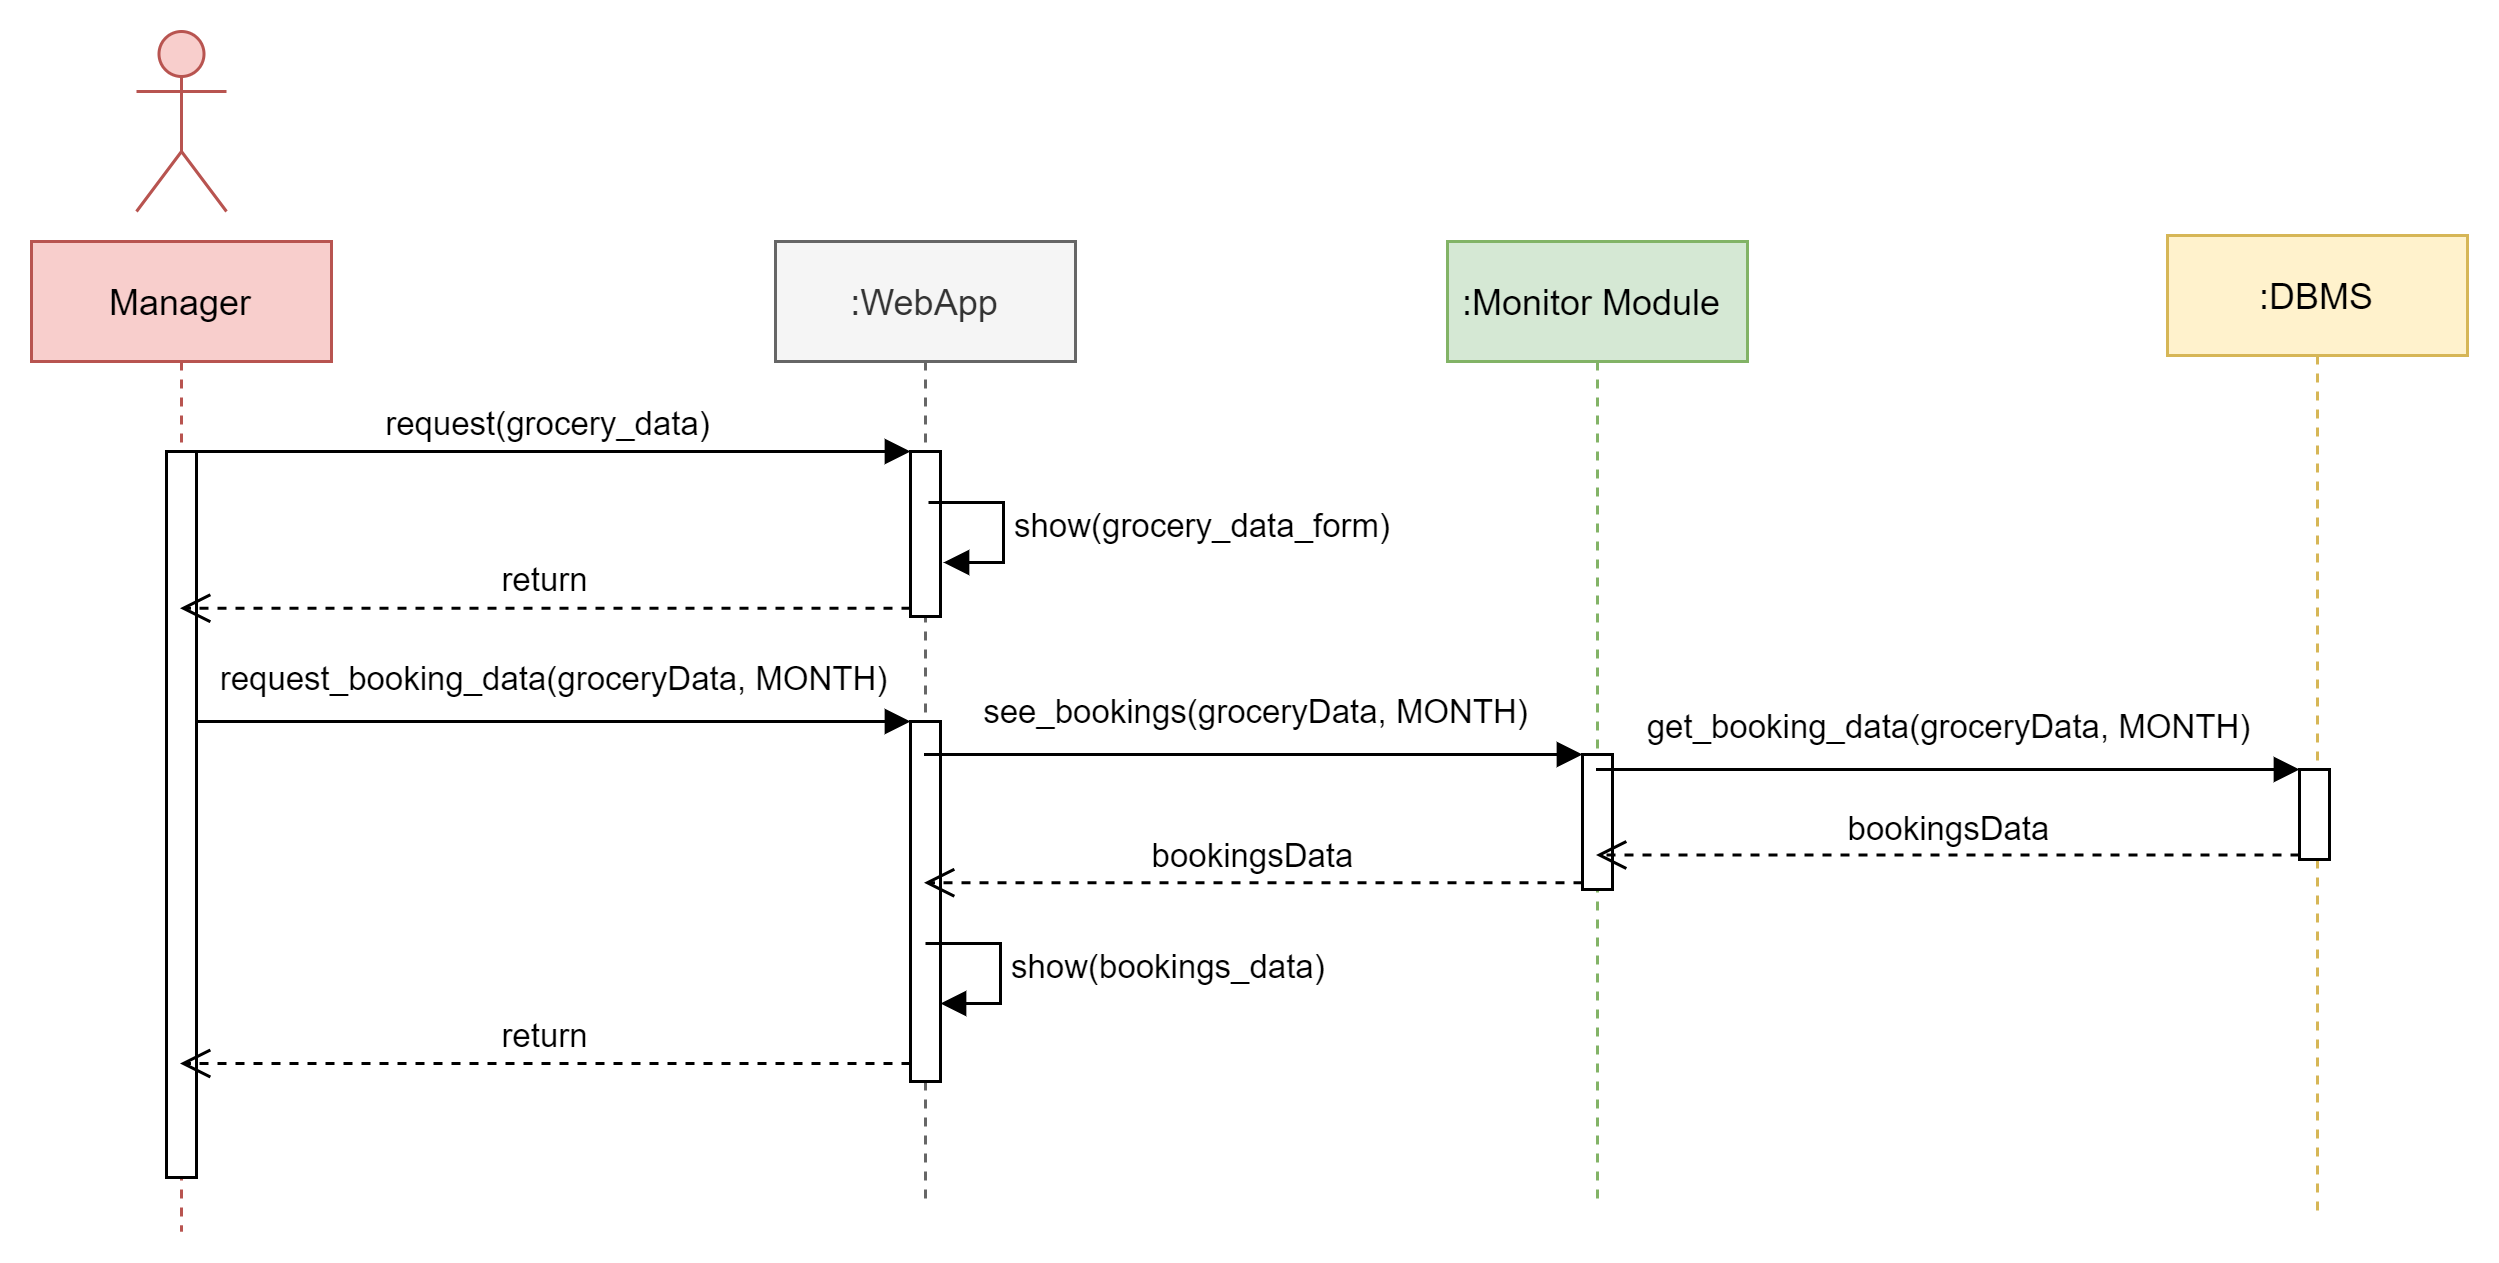 Manager
:WebApp
:Monitor Module
:DBMS
request(grocery_data)
show(grocery_data_form)
return
request_booking_data(groceryData, MONTH)
see_bookings(groceryData, MONTH)
get_booking_data(groceryData, MONTH)
bookingsData
bookingsData
show(bookings_data)
return